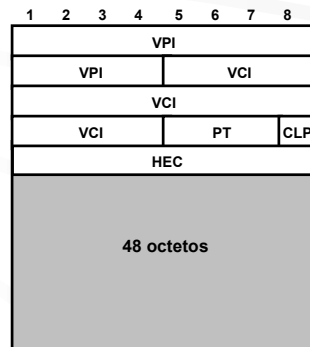 1 2 3 4 5 6 7 8
VPI
VPI VCI
VCI
VCI PT CLP
HEC
48 octetos